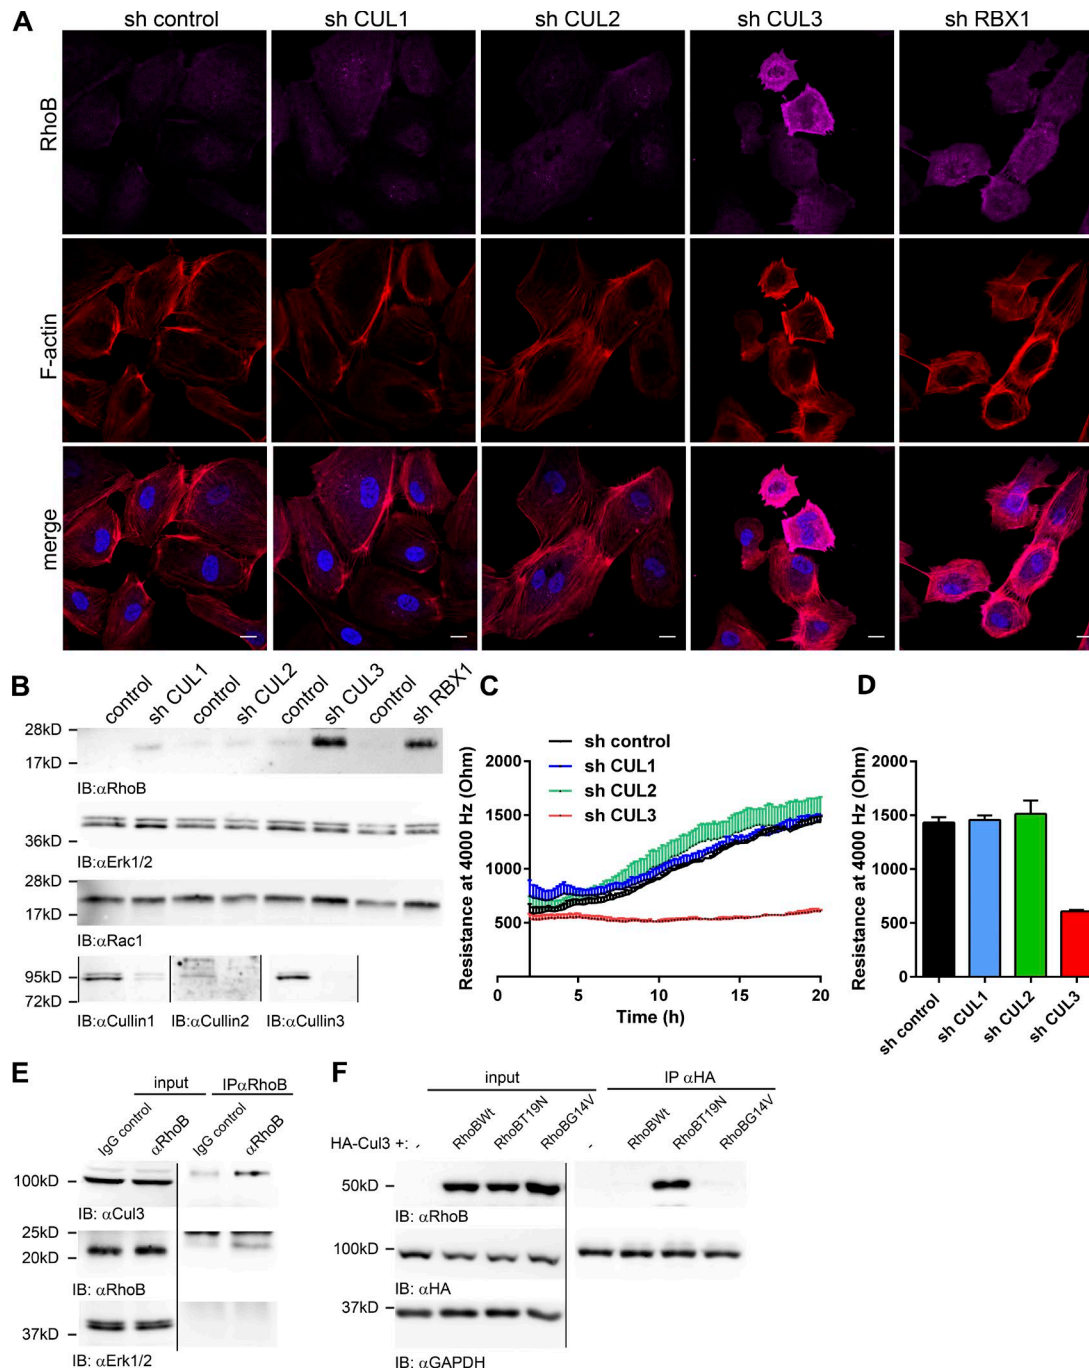 A
sh control sh CUL1 sh CUL2 sh CUL3 sh RBX1
RhoB
F-actin
merge
B
control sh CUL1 control sh CUL2 control sh CUL3 control sh RBX1
28kD
17kD
IB:αRhoB
36kD
IB:αErk1/2
28kD
17kD
IB:αRac1
95kD
72kD
IB:αCullin1 IB:αCullin2 IB:αCullin3
C
sh control
sh CUL1
sh CUL2
sh CUL3
Resistance at 4000 Hz (Ohm)
2000
1500
1000
500
0 5 10 15 20
Time (h)
D
Resistance at 4000 Hz (Ohm)
2000
1500
1000
500
0
sh control sh CUL1 sh CUL2 sh CUL3
E
input IPαRhoB
IgG control αRhoB IgG control αRhoB
100kD
IB: αCul3
25kD
20kD
IB: αRhoB
37kD
IB: αErk1/2
F
input IP αHA
HA-Cul3 +: - RhoBWt RhoBT19N RhoBG14V - RhoBWt RhoBT19N RhoBG14V
50kD
IB: αRhoB
100kD
IB: αHA
37kD
IB: αGAPDH